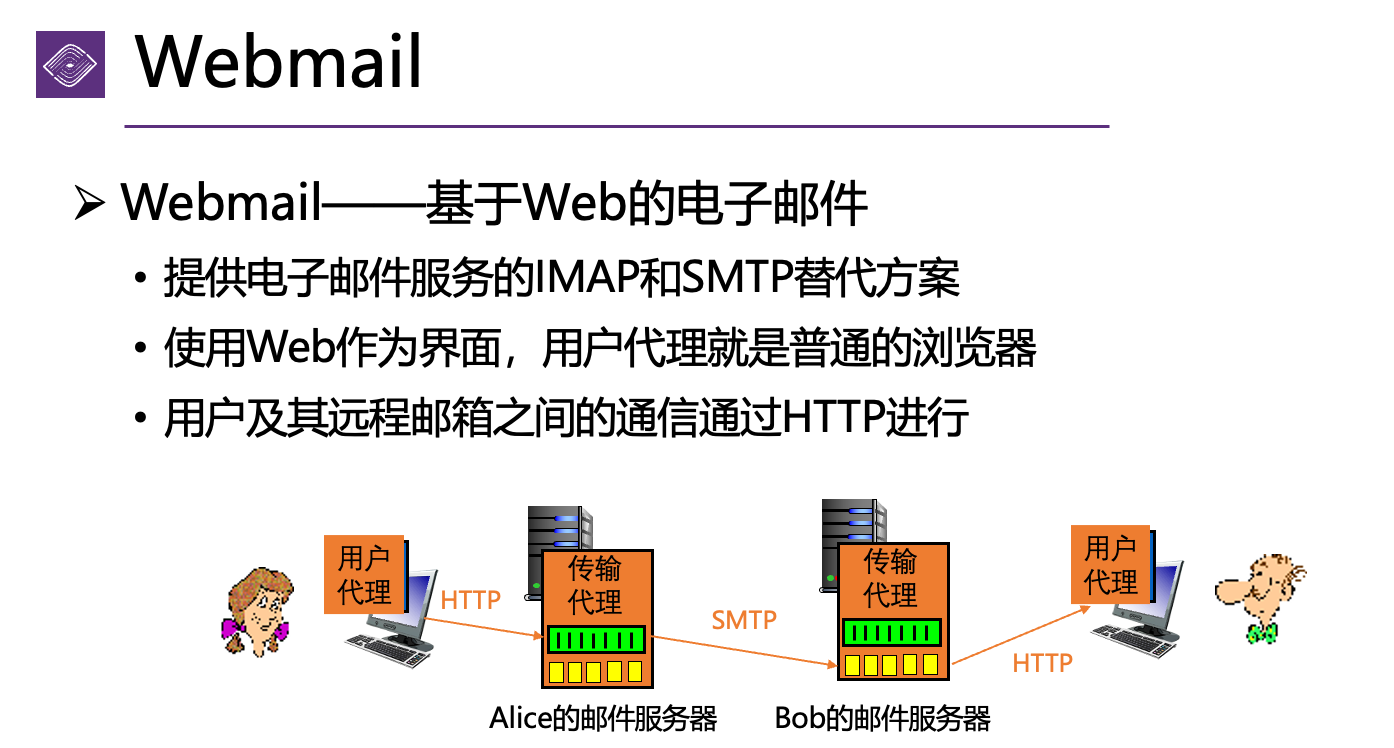 Webmail
Webmail——基于Web的电子邮件
提供电子邮件服务的IMAP和SMTP替代方案
使用Web作为界面，用户代理就是普通的浏览器
用户及其远程邮箱之间的通信通过HTTP进行
用户
代理
HTTP
传输
代理
SMTP
传输
代理
HTTP
用户
代理
Alice的邮件服务器
Bob的邮件服务器